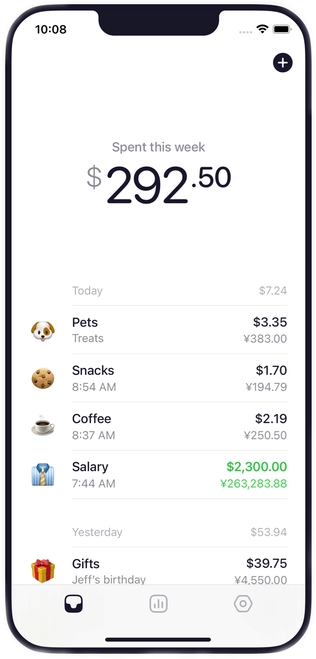 10:08
Spent this week
$292.50
Today $7.24
Pets $3.35
Treats ¥383.00
Snacks $1.70
8:54 AM ¥194.79
Coffee $2.19
8:37 AM ¥250.50
Salary $2,300.00
7:44 AM ¥263,283.88
Yesterday $53.94
Gifts $39.75
Jeff's birthday ¥4,550.00